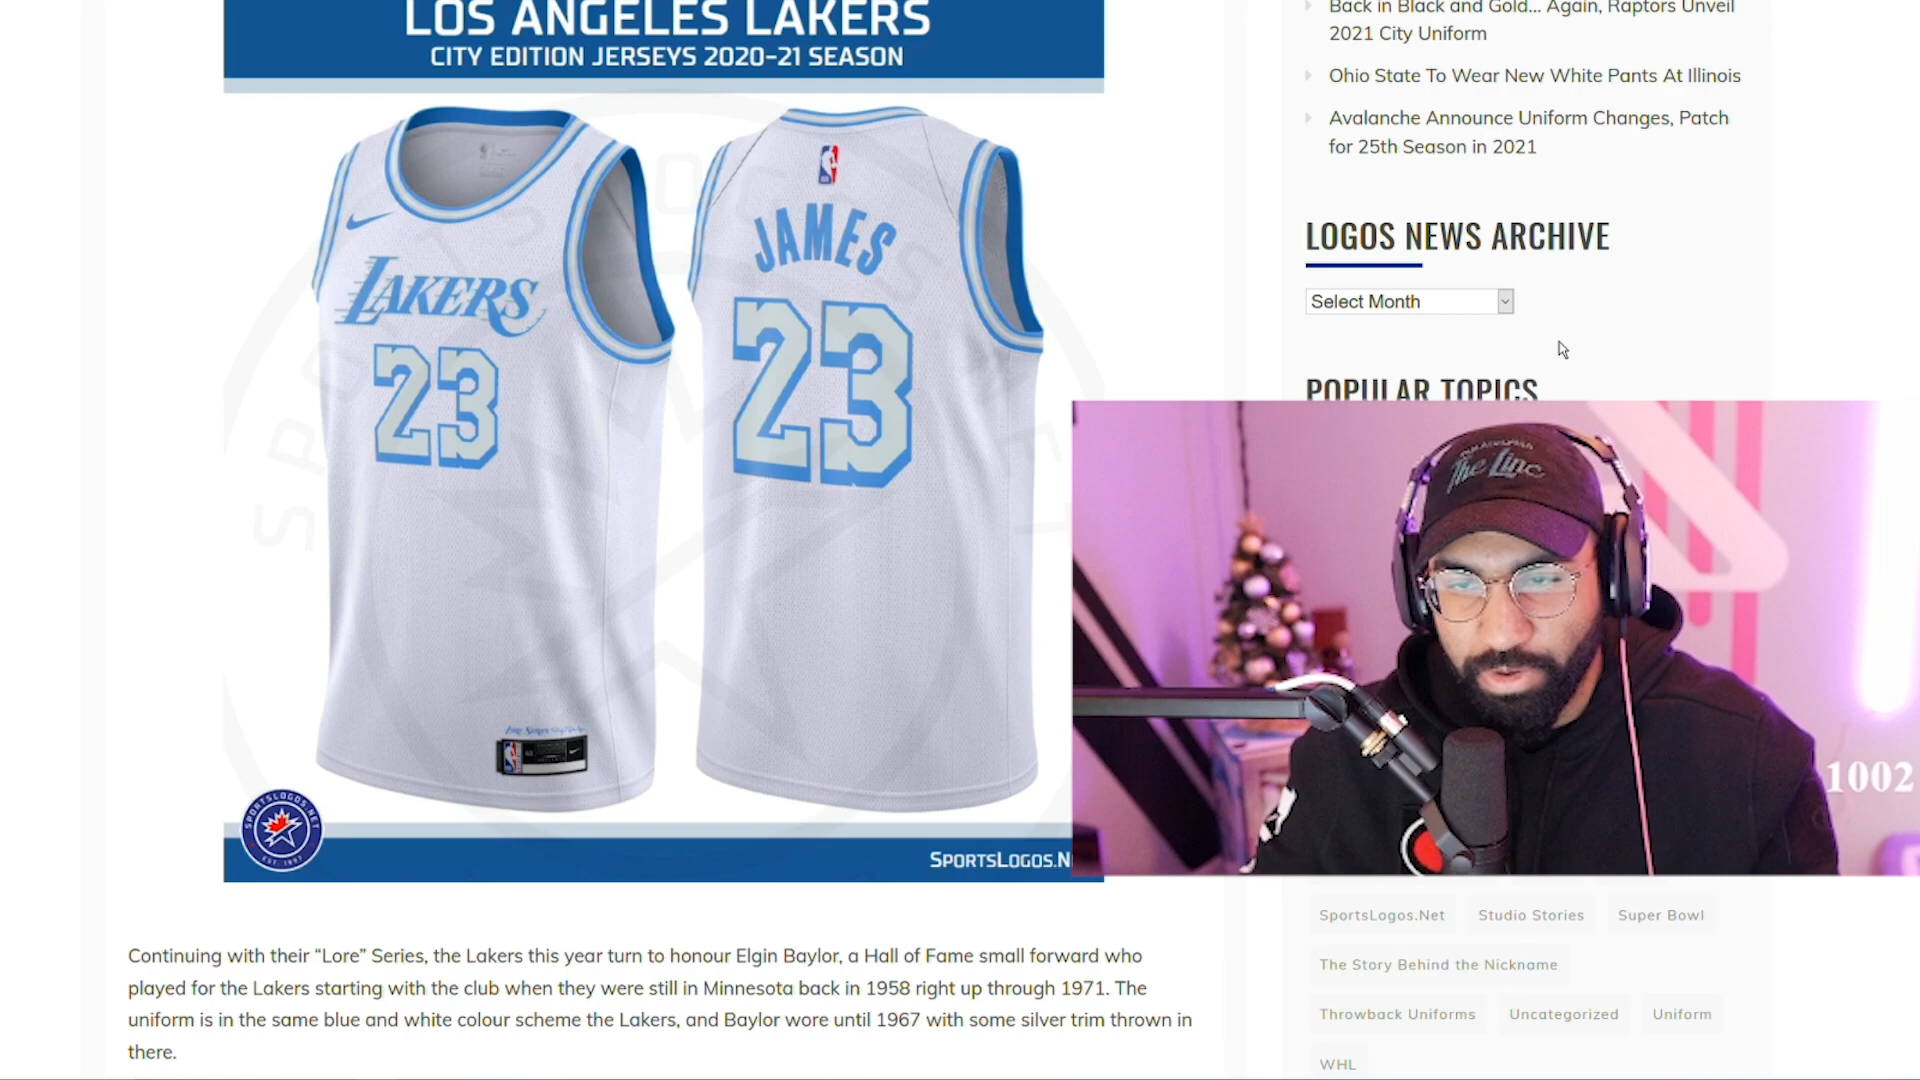 LOS ANGELES LAKERS
CITY EDITION JERSEYS 2020-21 SEASON
JAMES
LAKERS
23
23
SPORTSLOGOS.NET
EST. 1997
SPORTSLOGOS.N
Continuing with their “Lore” Series, the Lakers this year turn to honour Elgin Baylor, a Hall of Fame small forward who
played for the Lakers starting with the club when they were still in Minnesota back in 1958 right up through 1971. The
uniform is in the same blue and white colour scheme the Lakers, and Baylor wore until 1967 with some silver trim thrown in
there.
Back in Black and Gold... Again, Raptors Unveil
2021 City Uniform
Ohio State To Wear New White Pants At Illinois
Avalanche Announce Uniform Changes, Patch
for 25th Season in 2021
LOGOS NEWS ARCHIVE
Select Month
POPULAR TOPICS
The Linc
1002
SportsLogos.Net
Studio Stories
Super Bowl
The Story Behind the Nickname
Throwback Uniforms
Uncategorized
Uniform
WHL